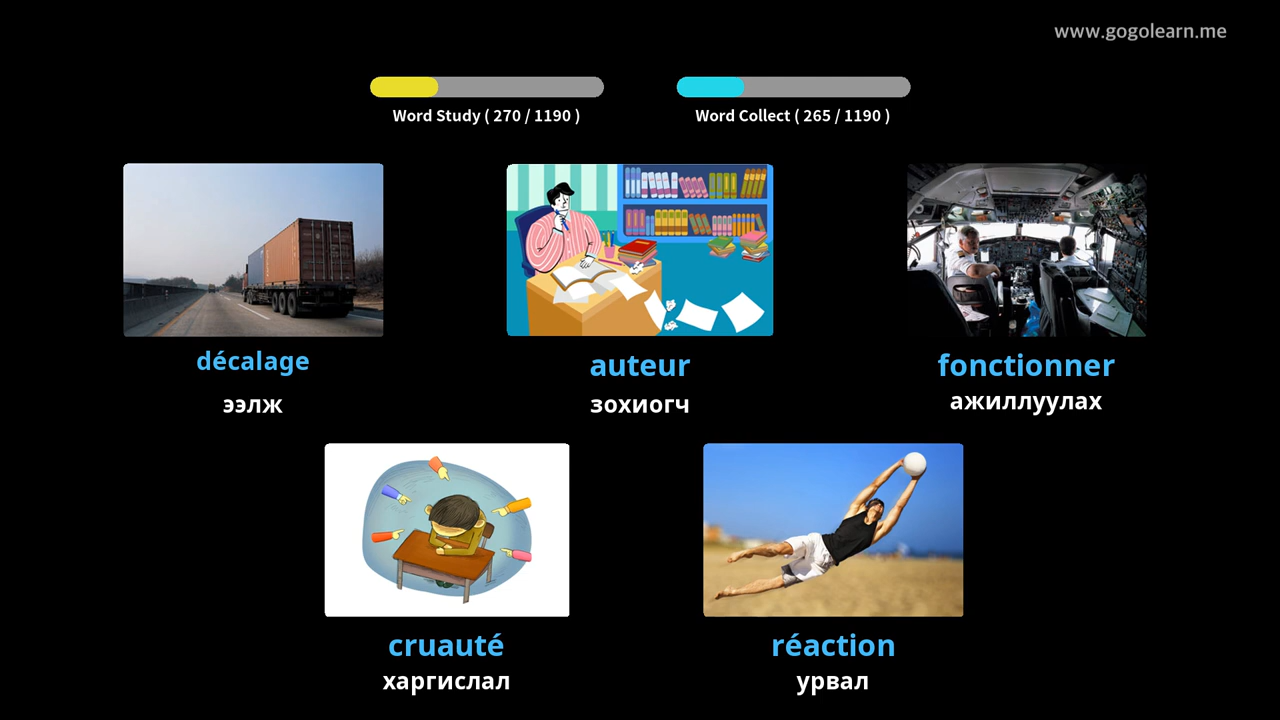 www.gogolearn.me
Word Study ( 270 / 1190 )
Word Collect ( 265 / 1190 )
décalage
ээлж
auteur
зохиогч
fonctionner
ажиллуулах
cruauté
харгислал
réaction
урвал